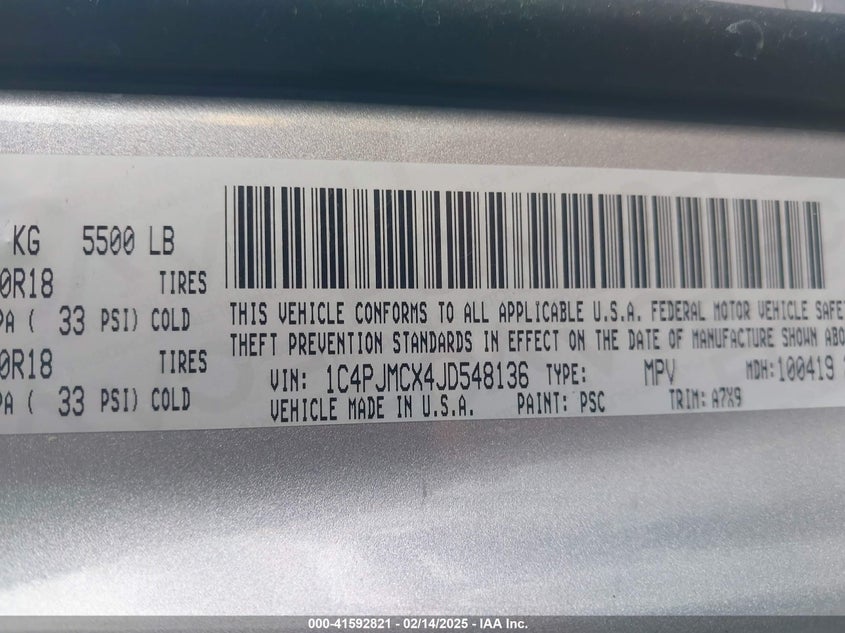 KG 5500 LB
0R18 TIRES
PA ( 33 PSI) COLD
0R18 TIRES
PA ( 33 PSI) COLD
THIS VEHICLE CONFORMS TO ALL APPLICABLE U.S.A. FEDERAL MOTOR VEHICLE SAFET
THEFT PREVENTION STANDARDS IN EFFECT ON THE DATE OF MANUFACTURE SHOWN ABO
VIN: 1C4PJMCX4JD548136 TYPE: MPV MDH: 100419
VEHICLE MADE IN U.S.A. PAINT: PSC TRIM: A7X9
000-41592821 - 02/14/2025 - IAA Inc.